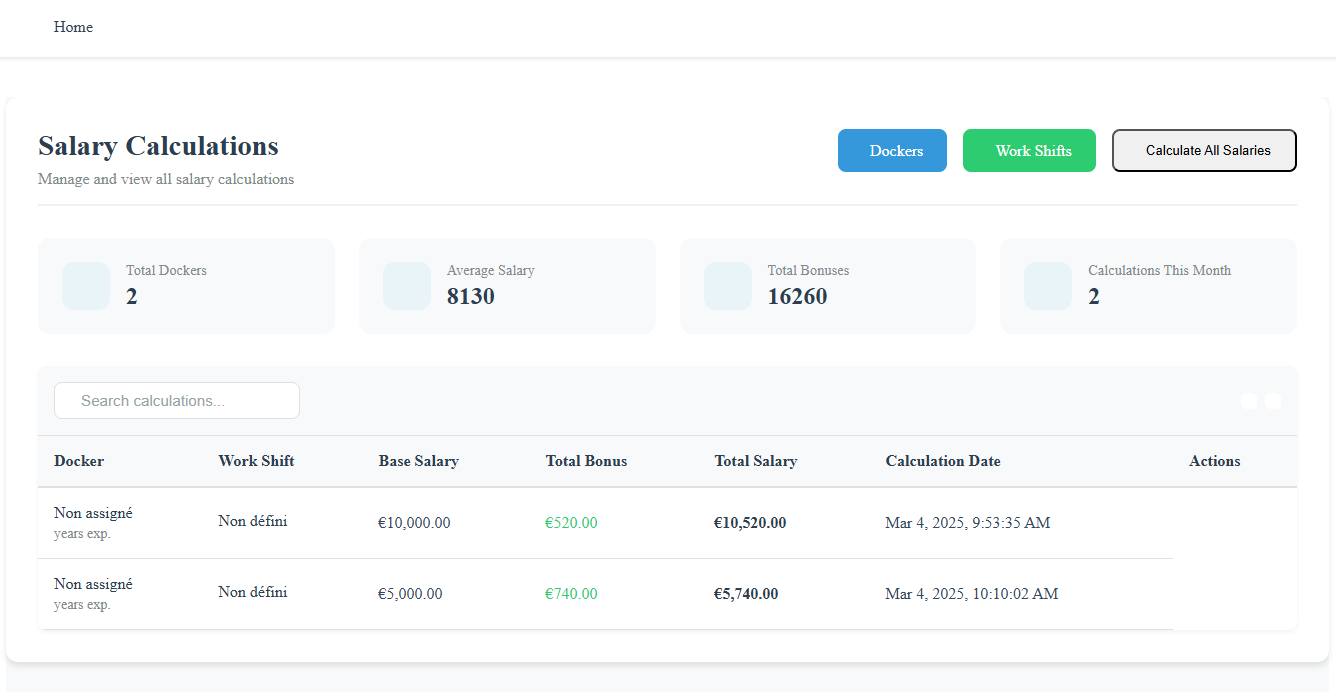 Home
Salary Calculations
Manage and view all salary calculations
Dockers
Work Shifts
Calculate All Salaries
Total Dockers
2
Average Salary
8130
Total Bonuses
16260
Calculations This Month
2
Search calculations...
Docker Work Shift Base Salary Total Bonus Total Salary Calculation Date Actions
Non assigné
years exp.
Non défini €10,000.00 €520.00 €10,520.00 Mar 4, 2025, 9:53:35 AM
Non assigné
years exp.
Non défini €5,000.00 €740.00 €5,740.00 Mar 4, 2025, 10:10:02 AM